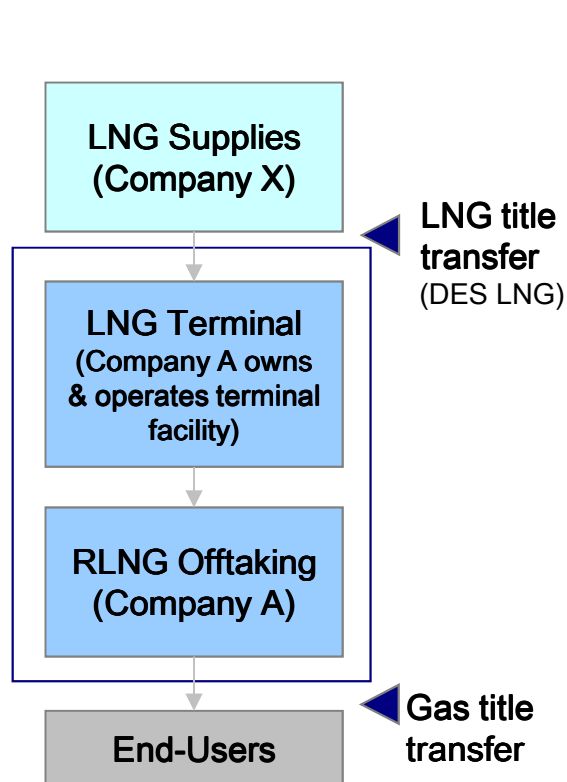 LNG Supplies
(Company X)
LNG title
transfer
(DES LNG)
LNG Terminal
(Company A owns
& operates terminal
facility)
RLNG Offtaking
(Company A)
Gas title
transfer
End-Users